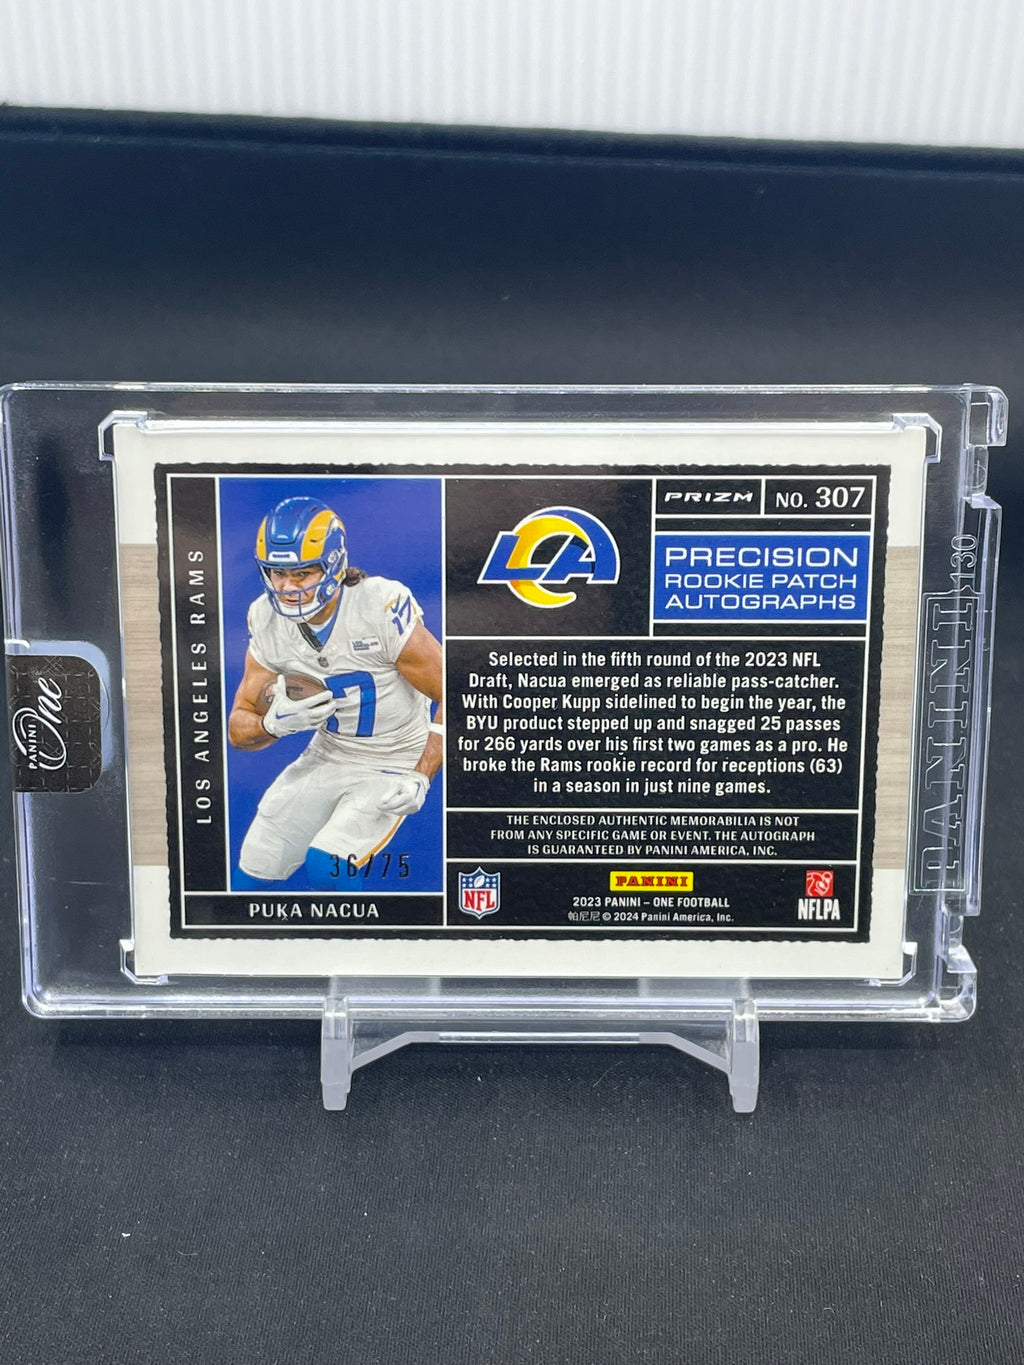 PANINI One
LOS ANGELES RAMS
17
17
36/75
PUKA NACUA
LA
PRIZM
NO. 307
PRECISION
ROOKIE PATCH
AUTOGRAPHS
Selected in the fifth round of the 2023 NFL
Draft, Nacua emerged as reliable pass-catcher.
With Cooper Kupp sidelined to begin the year, the
BYU product stepped up and snagged 25 passes
for 266 yards over his first two games as a pro. He
broke the Rams rookie record for receptions (63)
in a season in just nine games.
THE ENCLOSED AUTHENTIC MEMORABILIA IS NOT
FROM ANY SPECIFIC GAME OR EVENT. THE AUTOGRAPH
IS GUARANTEED BY PANINI AMERICA, INC.
NFL
PANINI
2023 PANINI – ONE FOOTBALL
帕尼尼 © 2024 Panini America, Inc.
NFLPA
PANINI 130